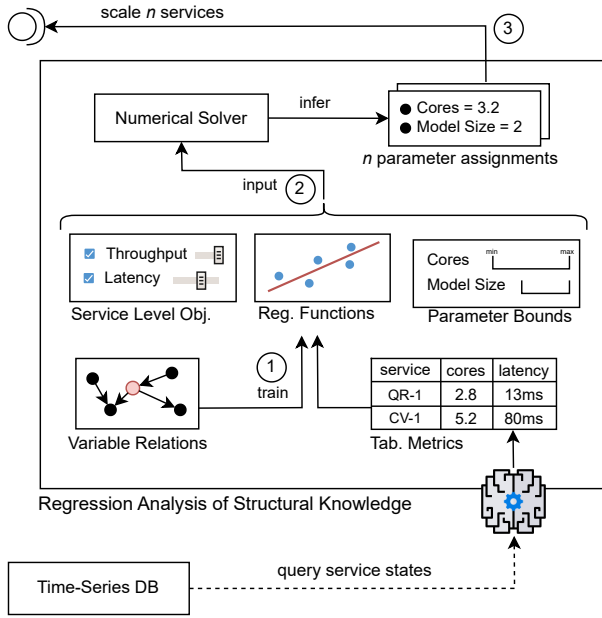 scale n services
3
Numerical Solver
infer
Cores = 3.2
Model Size = 2
n parameter assignments
input
2
Throughput
Latency
Service Level Obj.
Reg. Functions
min
max
Cores
Model Size
Parameter Bounds
1
train
Variable Relations
service cores latency
QR-1 2.8 13ms
CV-1 5.2 80ms
Tab. Metrics
Regression Analysis of Structural Knowledge
query service states
Time-Series DB